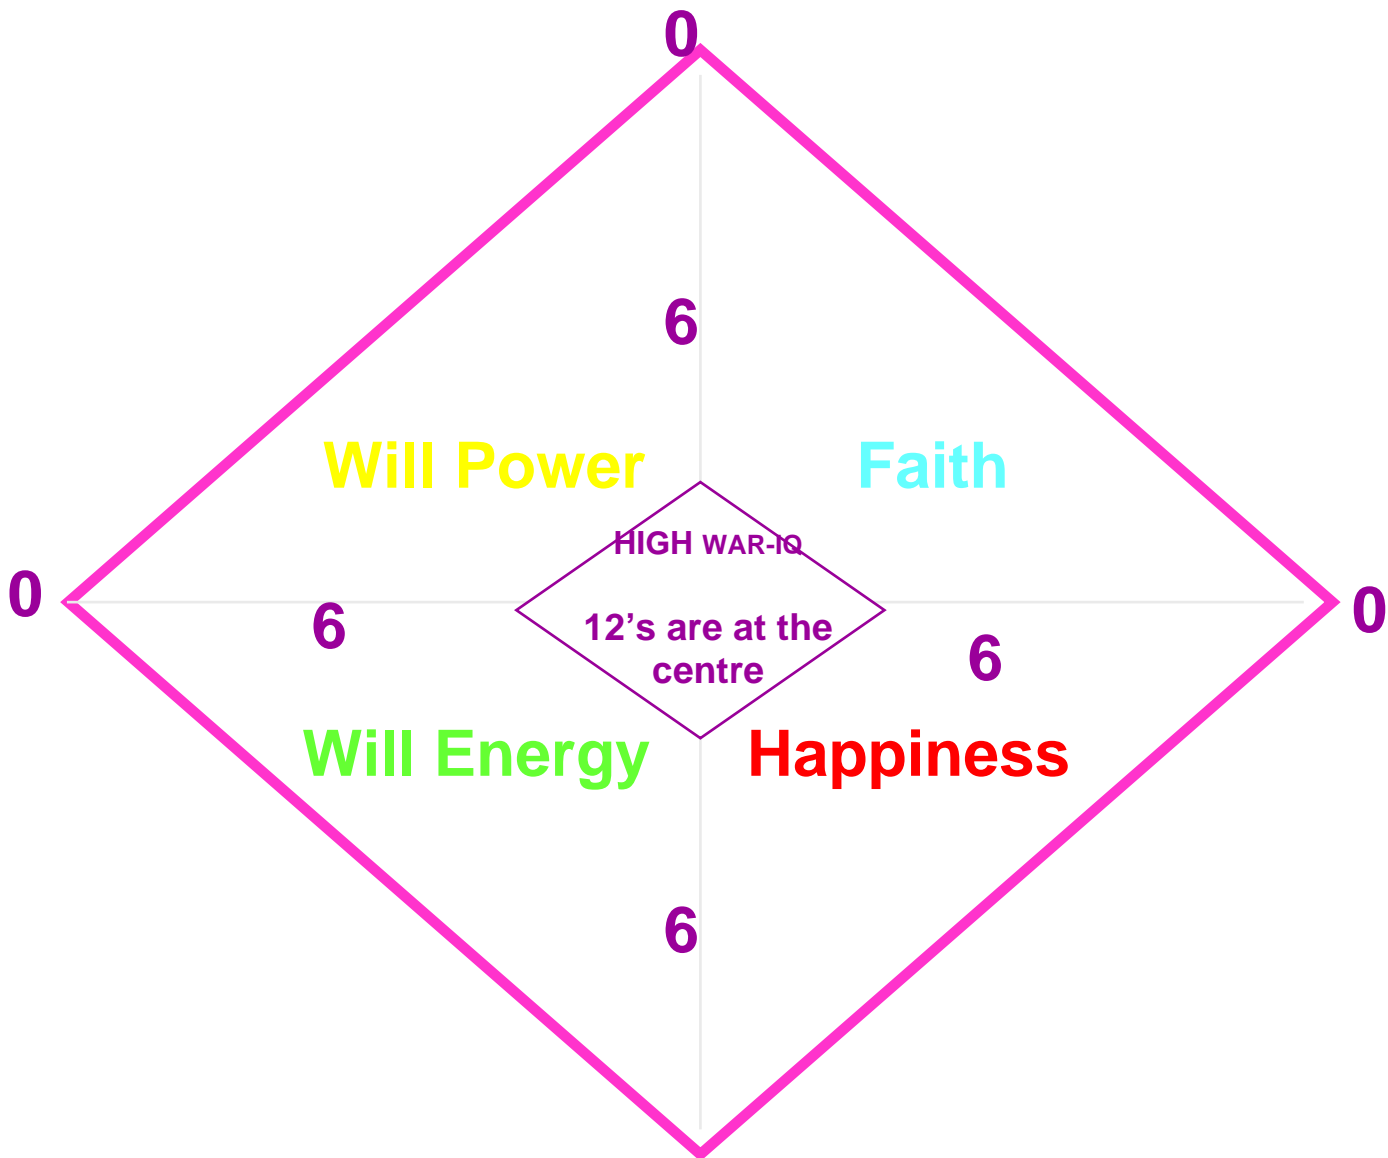 0
6
Will Power Faith
HIGH WAR-IQ
0 0
6
12’s are at the
6
centre
Will Energy Happiness
6